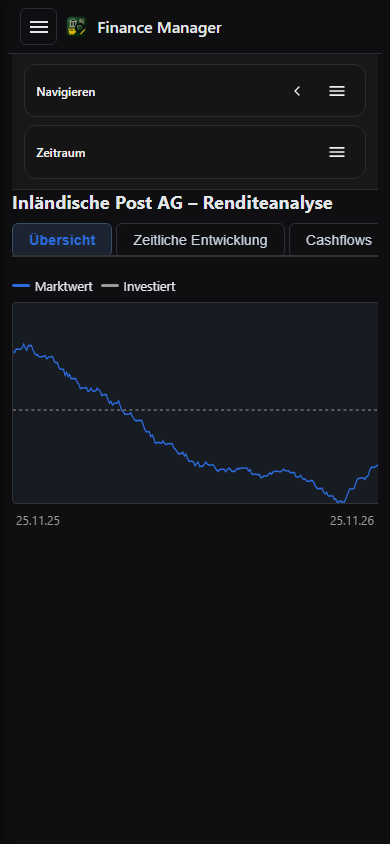 Finance Manager
Navigieren
Zeitraum
Inländische Post AG – Renditeanalyse
Übersicht Zeitliche Entwicklung Cashflows
Marktwert Investiert
25.11.25 25.11.26